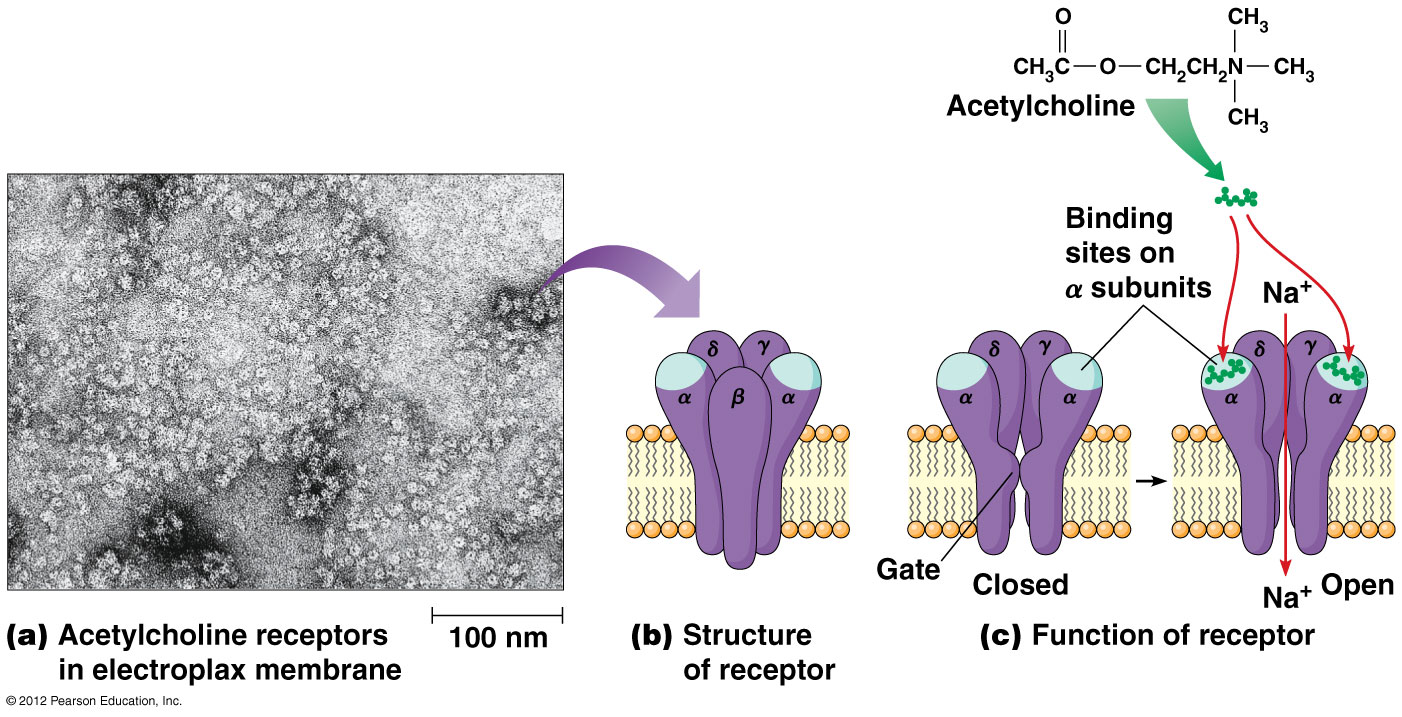 O
CH3
CH3C—O—CH2CH2N—CH3
CH3
Acetylcholine
Binding
sites on
α subunits
Na+
δ γ
α β α
δ γ
α α
δ γ
α α
Gate
Closed
Na+ Open
100 nm
(a) Acetylcholine receptors
in electroplax membrane
(b) Structure
of receptor
(c) Function of receptor
© 2012 Pearson Education, Inc.